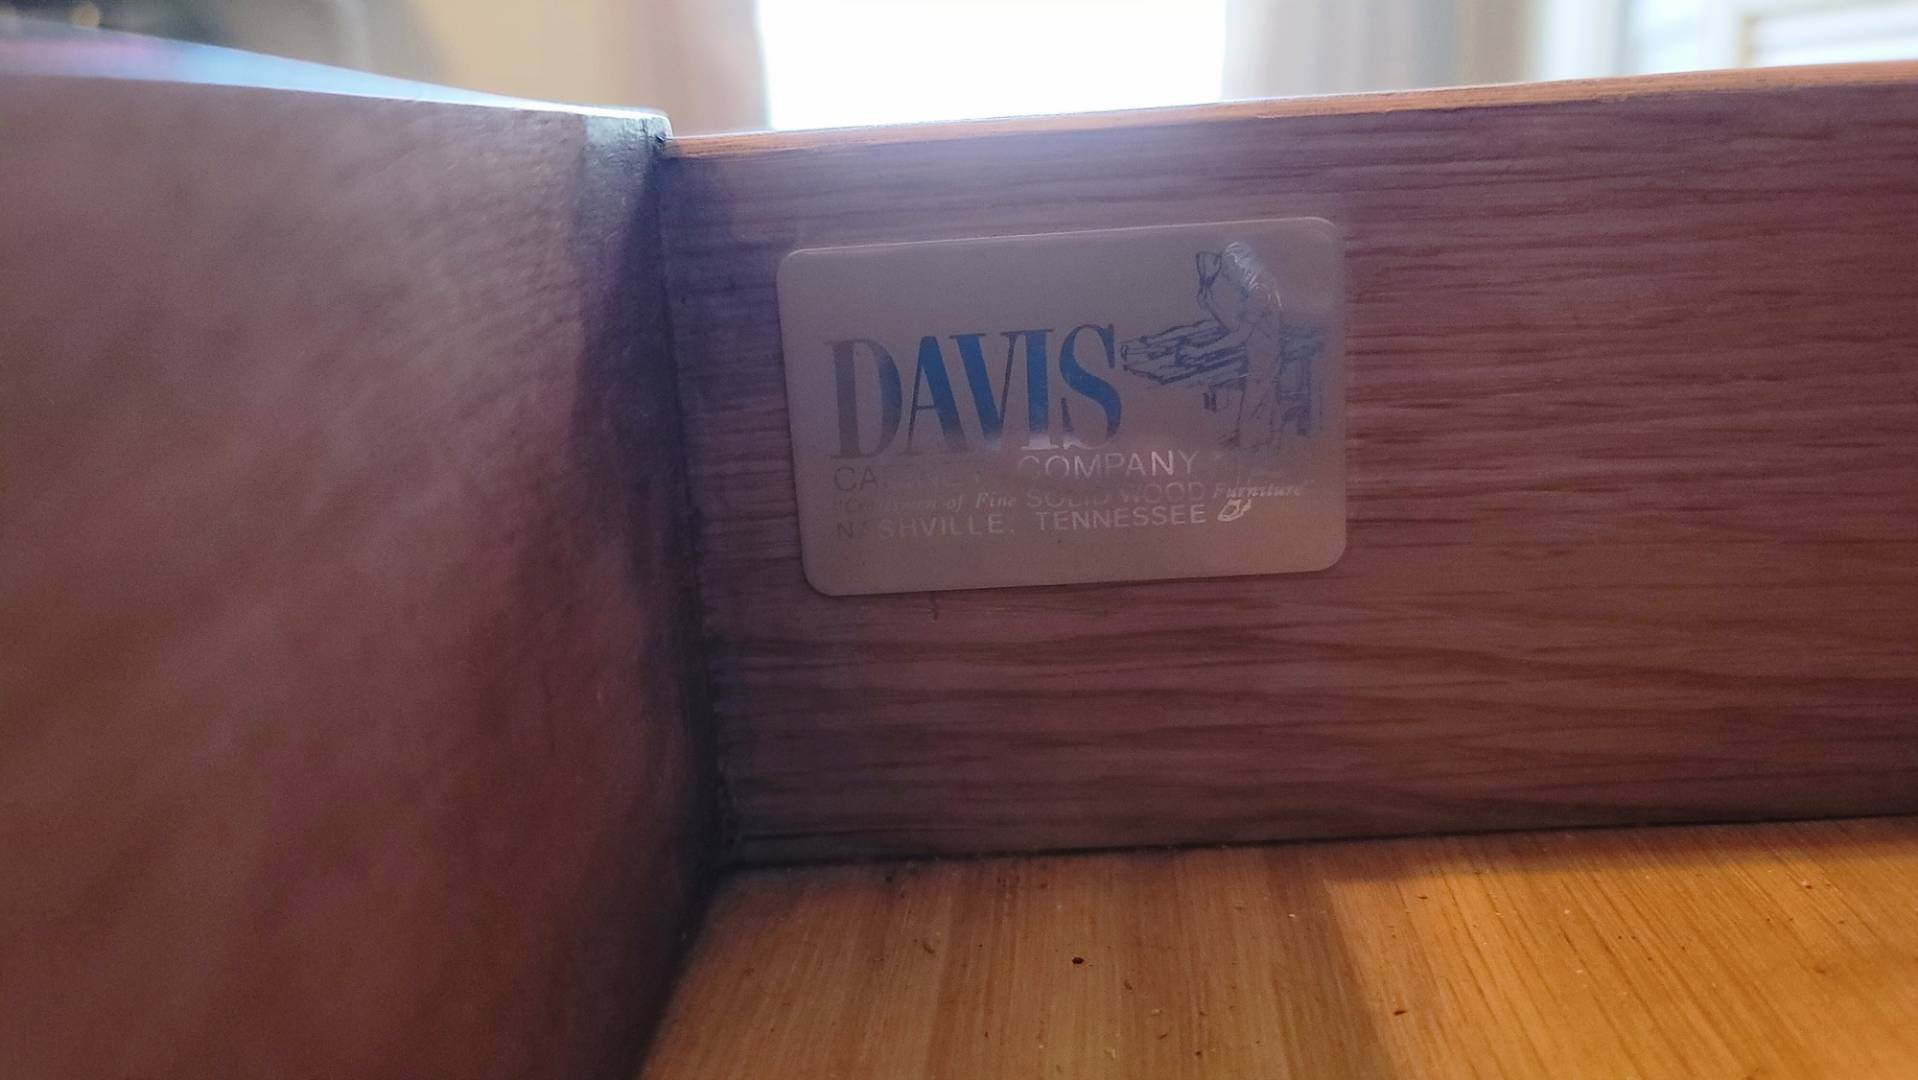 DAVIS
COMPANY
of Fine SOLID WOOD Furniture"
NASHVILLE, TENNESSEE